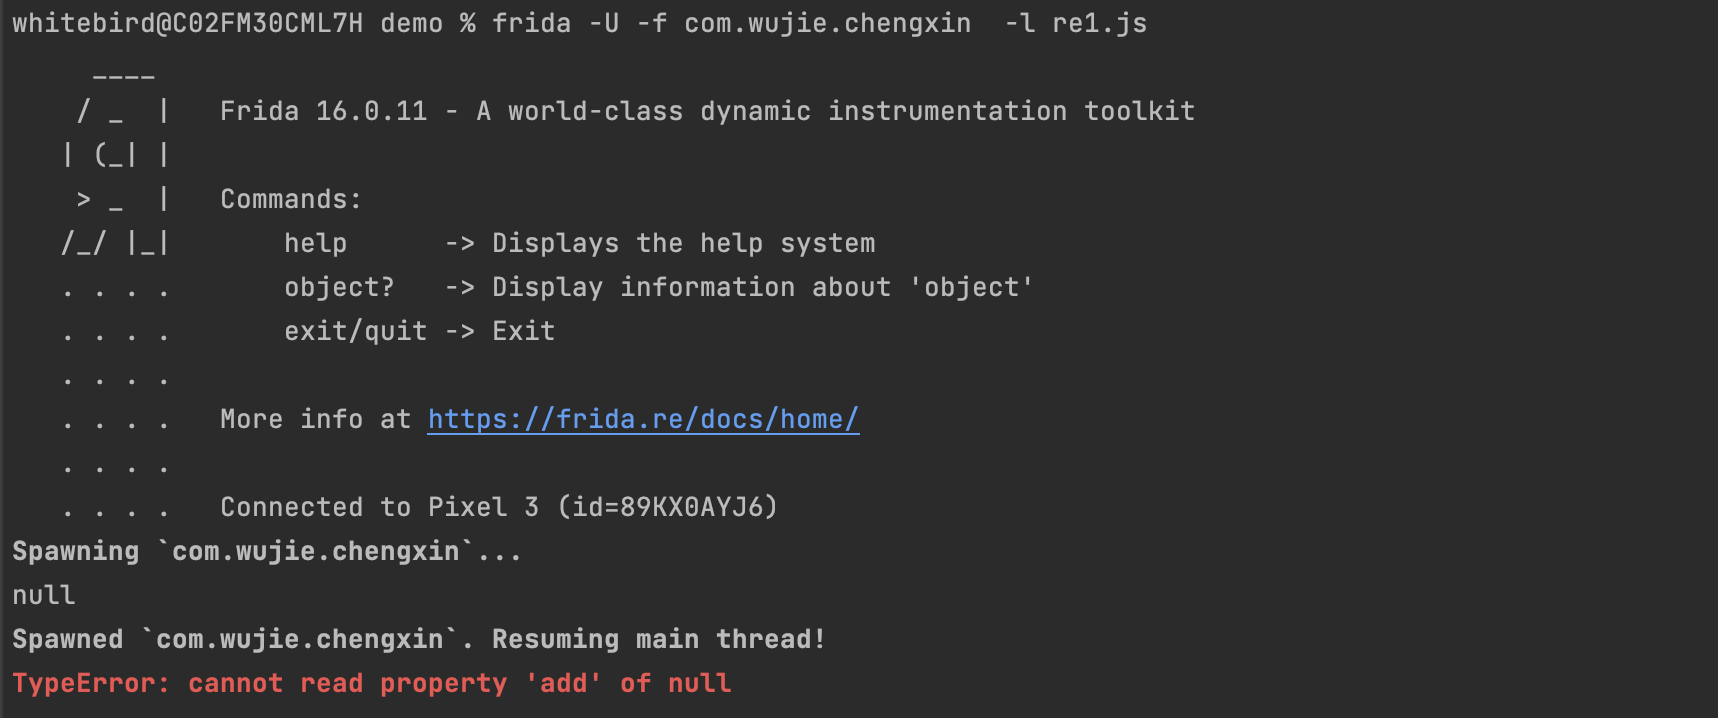 whitebird@C02FM30CML7H demo % frida -U -f com.wujie.chengxin  -l re1.js
     ____
    / _  |   Frida 16.0.11 - A world-class dynamic instrumentation toolkit
   | (_| |
    > _  |   Commands:
   /_/ |_|       help      -> Displays the help system
   . . . .       object?   -> Display information about 'object'
   . . . .       exit/quit -> Exit
   . . . .
   . . . .   More info at https://frida.re/docs/home/
   . . . .
   . . . .   Connected to Pixel 3 (id=89KX0AYJ6)
Spawning `com.wujie.chengxin`...
null
Spawned `com.wujie.chengxin`. Resuming main thread!
TypeError: cannot read property 'add' of null